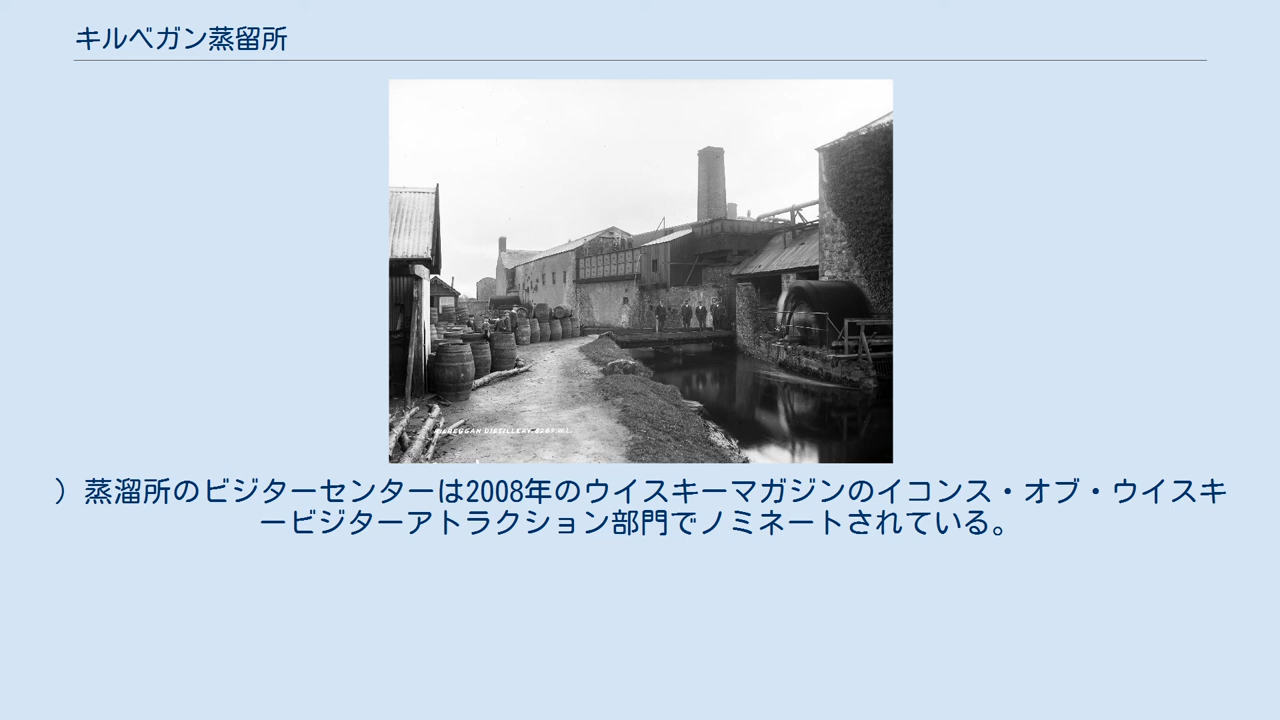 キルベガン蒸留所
KILBEGGAN DISTILLERY. 8269. W.L.
）蒸溜所のビジターセンターは2008年のウイスキーマガジンのイコンス・オブ・ウイスキ
ービジターアトラクション部門でノミネートされている。